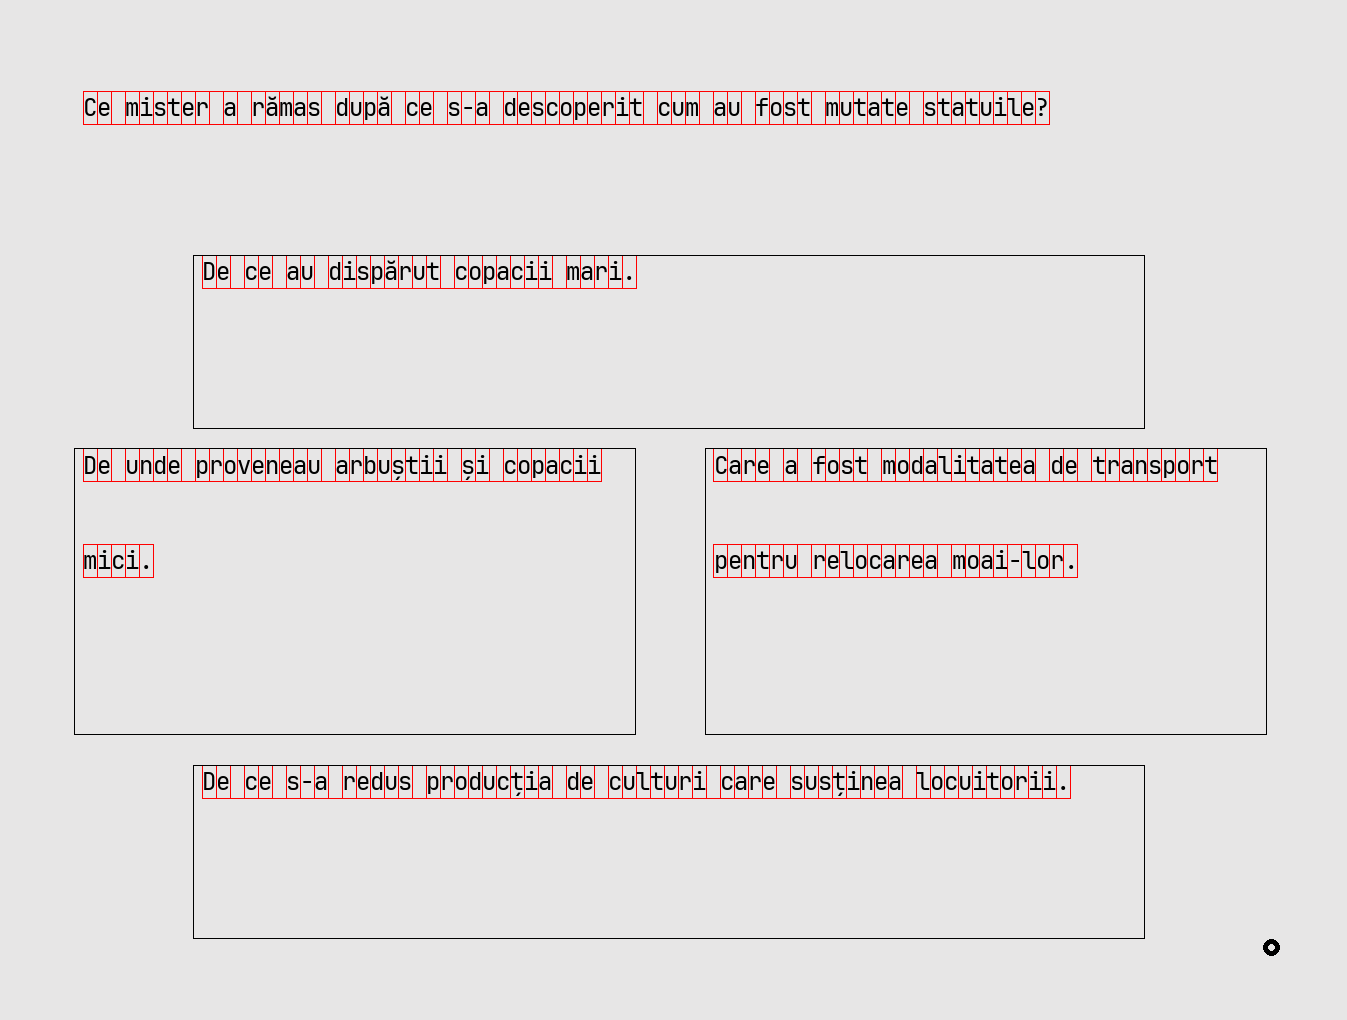 Ce mister a rămas după ce s-a descoperit cum au fost mutate statuile?
De ce au dispărut copacii mari.
De unde proveneau arbuștii și copacii
mici.
Care a fost modalitatea de transport
pentru relocarea moai-lor.
De ce s-a redus producția de culturi care susținea locuitorii.